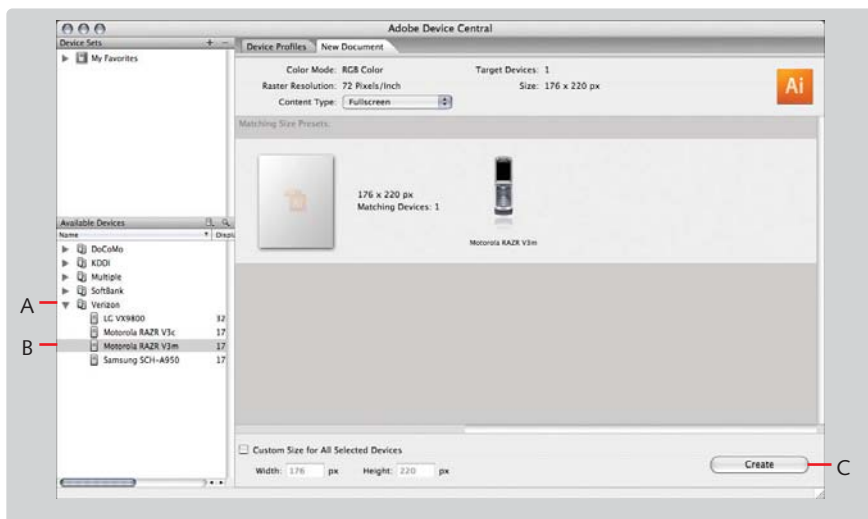 Adobe Device Central
Device Sets + −
My Favorites
Device Profiles New Document
Color Mode: RGB Color
Raster Resolution: 72 Pixels/Inch
Content Type: Fullscreen
Target Devices: 1
Size: 176 x 220 px
Ai
Matching Size Presets:
176 x 220 px
Matching Devices: 1
Motorola RAZR V3m
Available Devices
Name
DoCoMo
KDDI
Multiple
SoftBank
A
Verizon
LG VX9800 32
Motorola RAZR V3c 17
B
Motorola RAZR V3m 17
Samsung SCH-A950 17
Custom Size for All Selected Devices
Width: 176 px Height: 220 px
Create
C